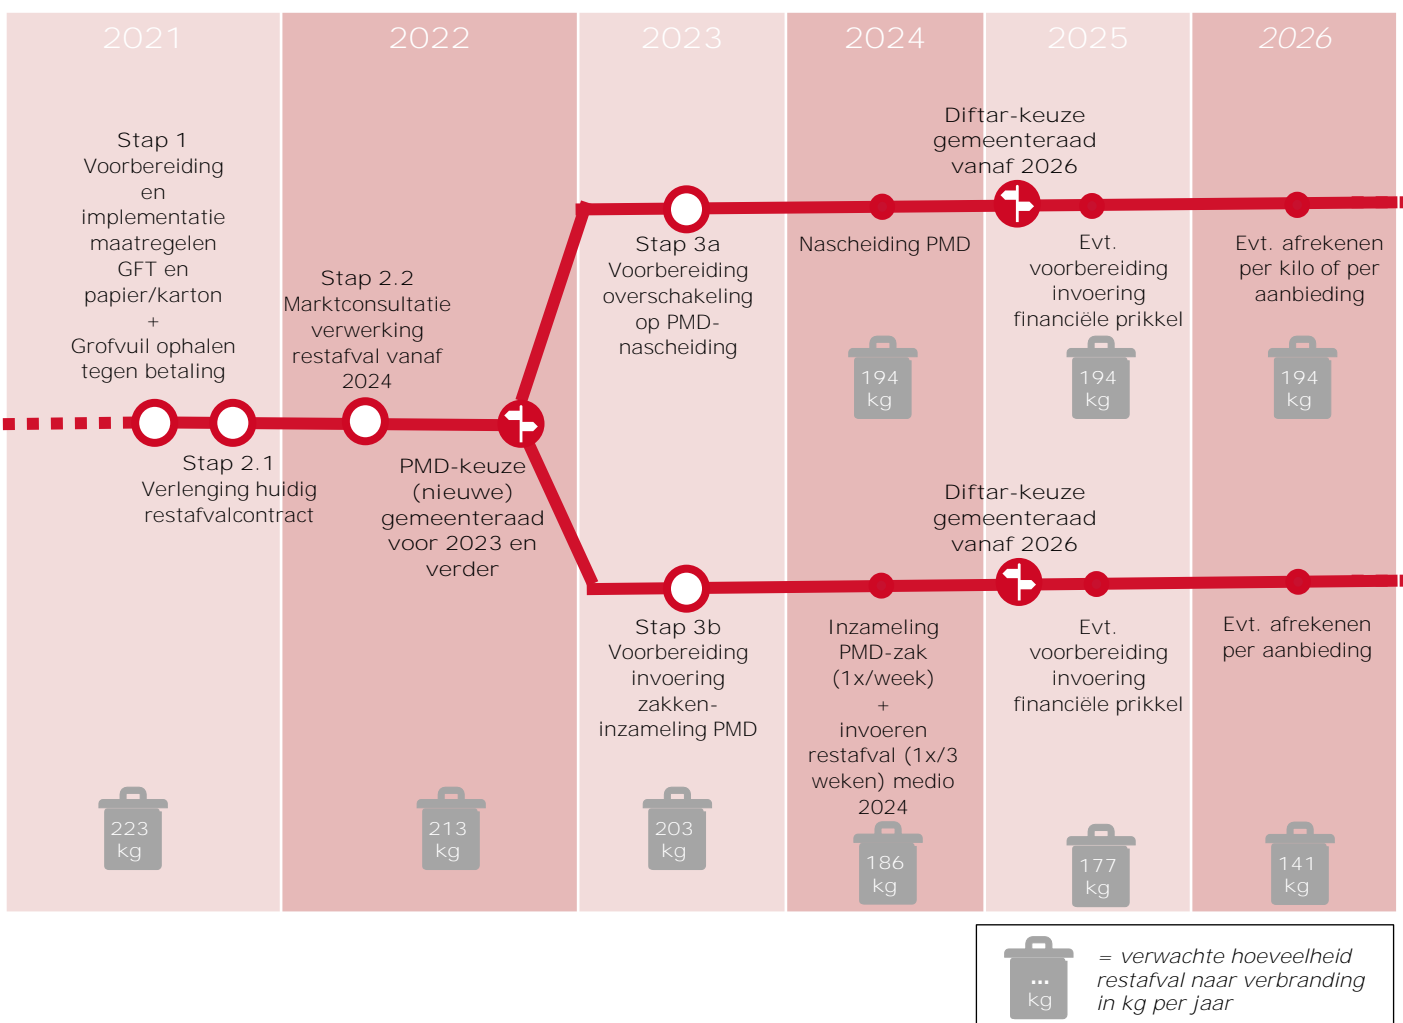 2021
2022
2023
2024
2025
2026
Stap 1
Voorbereiding
en
implementatie
maatregelen
GFT en
papier/karton
+
Grofvuil ophalen
tegen betaling
Stap 2.1
Verlenging huidig
restafvalcontract
Stap 2.2
Marktconsultatie
verwerking
restafval vanaf
2024
PMD-keuze
(nieuwe)
gemeenteraad
voor 2023 en
verder
Stap 3a
Voorbereiding
overschakeling
op PMD-
nascheiding
Nascheiding PMD
194
kg
Diftar-keuze
gemeenteraad
vanaf 2026
Evt.
voorbereiding
invoering
financiële prikkel
194
kg
Evt. afrekenen
per kilo of per
aanbieding
194
kg
Stap 3b
Voorbereiding
invoering
zakken-
inzameling PMD
Inzameling
PMD-zak
(1x/week)
+
invoeren
restafval (1x/3
weken) medio
2024
Diftar-keuze
gemeenteraad
vanaf 2026
Evt.
voorbereiding
invoering
financiële prikkel
Evt. afrekenen
per aanbieding
223
kg
213
kg
203
kg
186
kg
177
kg
141
kg
...
kg
= verwachte hoeveelheid
restafval naar verbranding
in kg per jaar